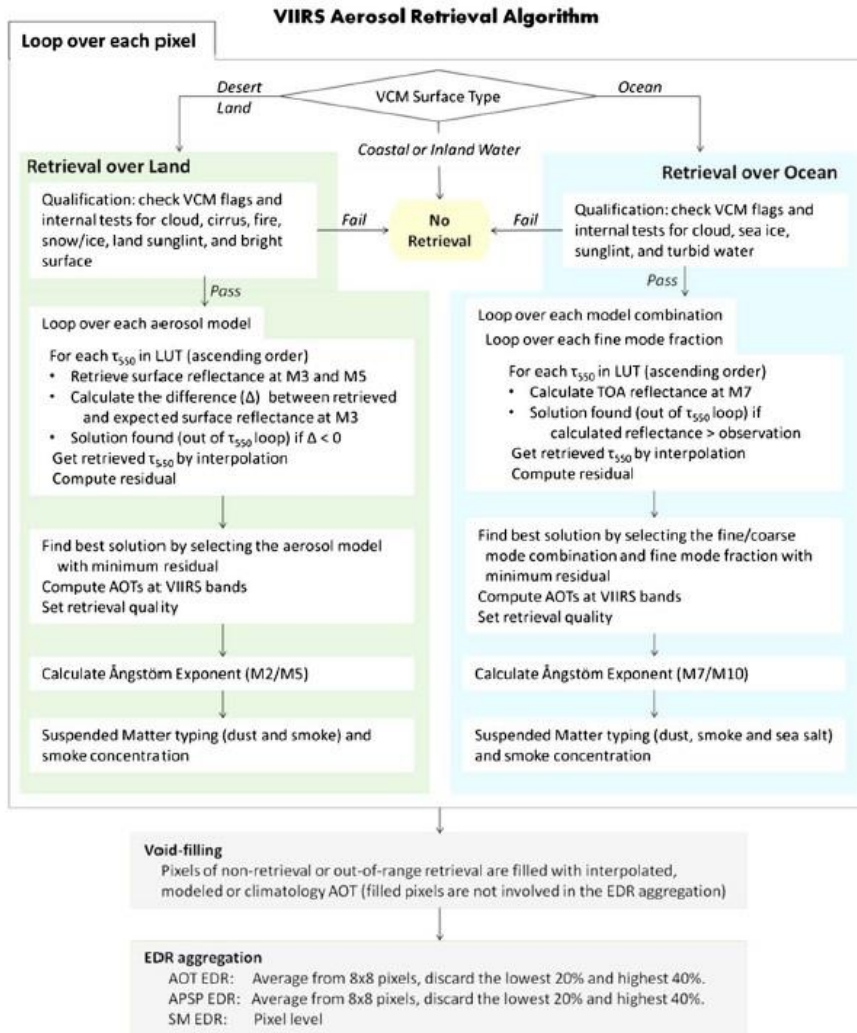 VIIRS Aerosol Retrieval Algorithm
Loop over each pixel
Desert
Land
VCM Surface Type
Ocean
Coastal or Inland Water
Retrieval over Land
Qualification: check VCM flags and
internal tests for cloud, cirrus, fire,
snow/ice, land sunglint, and bright
surface
Fail
No
Retrieval
Fail
Retrieval over Ocean
Qualification: check VCM flags and
internal tests for cloud, sea ice,
sunglint, and turbid water
Pass
Loop over each aerosol model
For each τ550 in LUT (ascending order)
• Retrieve surface reflectance at M3 and M5
• Calculate the difference (Δ) between retrieved
and expected surface reflectance at M3
• Solution found (out of τ550 loop) if Δ < 0
Get retrieved τ550 by interpolation
Compute residual
Find best solution by selecting the aerosol model
with minimum residual
Compute AOTs at VIIRS bands
Set retrieval quality
Calculate Ångstöm Exponent (M2/M5)
Suspended Matter typing (dust and smoke) and
smoke concentration
Pass
Loop over each model combination
Loop over each fine mode fraction
For each τ550 in LUT (ascending order)
• Calculate TOA reflectance at M7
• Solution found (out of τ550 loop) if
calculated reflectance > observation
Get retrieved τ550 by interpolation
Compute residual
Find best solution by selecting the fine/coarse
mode combination and fine mode fraction with
minimum residual
Compute AOTs at VIIRS bands
Set retrieval quality
Calculate Ångstöm Exponent (M7/M10)
Suspended Matter typing (dust, smoke and sea salt)
and smoke concentration
Void-filling
Pixels of non-retrieval or out-of-range retrieval are filled with interpolated,
modeled or climatology AOT (filled pixels are not involved in the EDR aggregation)
EDR aggregation
AOT EDR: Average from 8x8 pixels, discard the lowest 20% and highest 40%.
APSP EDR: Average from 8x8 pixels, discard the lowest 20% and highest 40%.
SM EDR: Pixel level